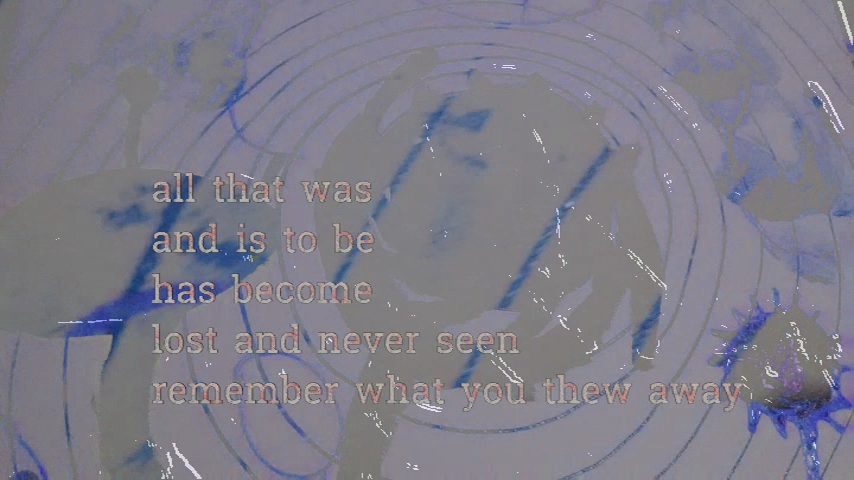 all that was
and is to be
has become
lost and never seen
remember what you thew away